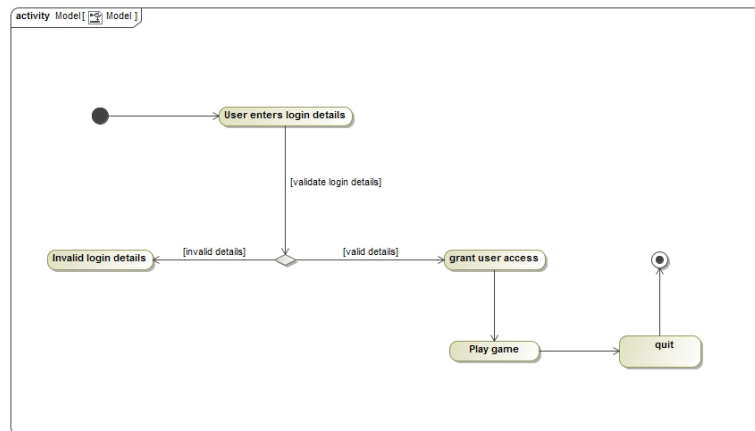 activity Model[ Model ]
User enters login details
[validate login details]
Invalid login details
[invalid details]
[valid details]
grant user access
Play game
quit